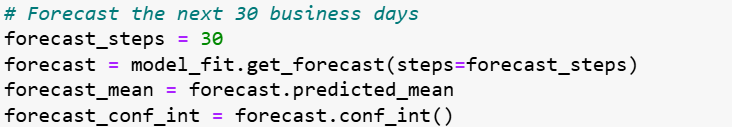 # Forecast the next 30 business days
forecast_steps = 30
forecast = model_fit.get_forecast(steps=forecast_steps)
forecast_mean = forecast.predicted_mean
forecast_conf_int = forecast.conf_int()